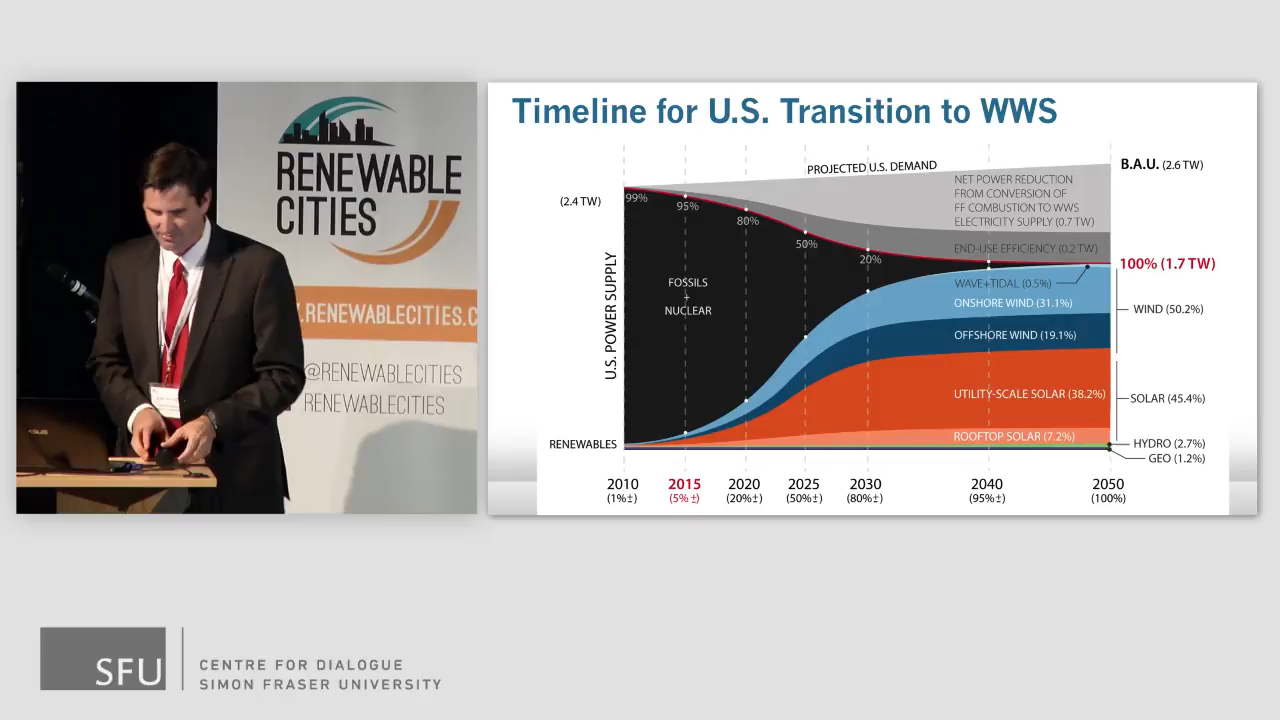 RENEWABLE
CITIES
.RENEWABLECITIES.C
@RENEWABLECITIES
RENEWABLECITIES
ASUS
Timeline for U.S. Transition to WWS
PROJECTED U.S. DEMAND
B.A.U. (2.6 TW)
NET POWER REDUCTION
FROM CONVERSION OF
FF COMBUSTION TO WWS
ELECTRICITY SUPPLY (0.7 TW)
(2.4 TW)
99%
95%
80%
50%
20%
END-USE EFFICIENCY (0.2 TW)
100% (1.7 TW)
U.S. POWER SUPPLY
FOSSILS
+
NUCLEAR
WAVE+TIDAL (0.5%)
ONSHORE WIND (31.1%)
WIND (50.2%)
OFFSHORE WIND (19.1%)
UTILITY-SCALE SOLAR (38.2%)
SOLAR (45.4%)
ROOFTOP SOLAR (7.2%)
RENEWABLES
HYDRO (2.7%)
GEO (1.2%)
2010
(1%±)
2015
(5% ±)
2020
(20%±)
2025
(50%±)
2030
(80%±)
2040
(95%±)
2050
(100%)
SFU
CENTRE FOR DIALOGUE
SIMON FRASER UNIVERSITY